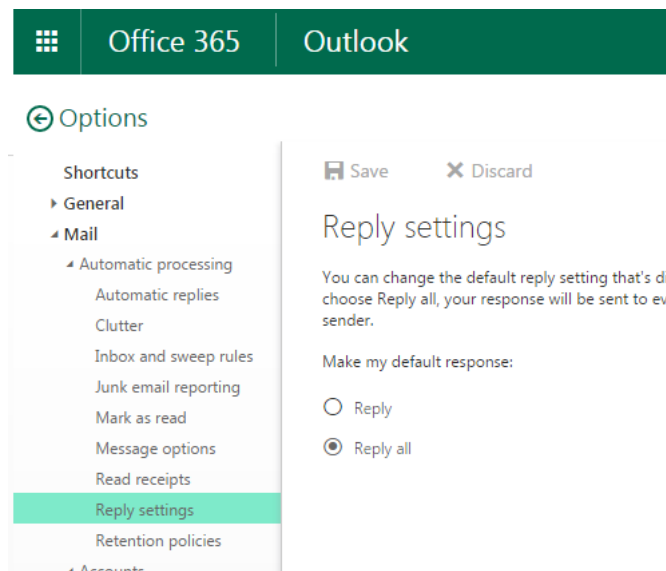 Office 365
Outlook
Options
Shortcuts
General
Mail
Automatic processing
Automatic replies
Clutter
Inbox and sweep rules
Junk email reporting
Mark as read
Message options
Read receipts
Reply settings
Retention policies
Accounts
Save
Discard
Reply settings
You can change the default reply setting that's
choose Reply all, your response will be sent to
sender.
Make my default response:
Reply
Reply all